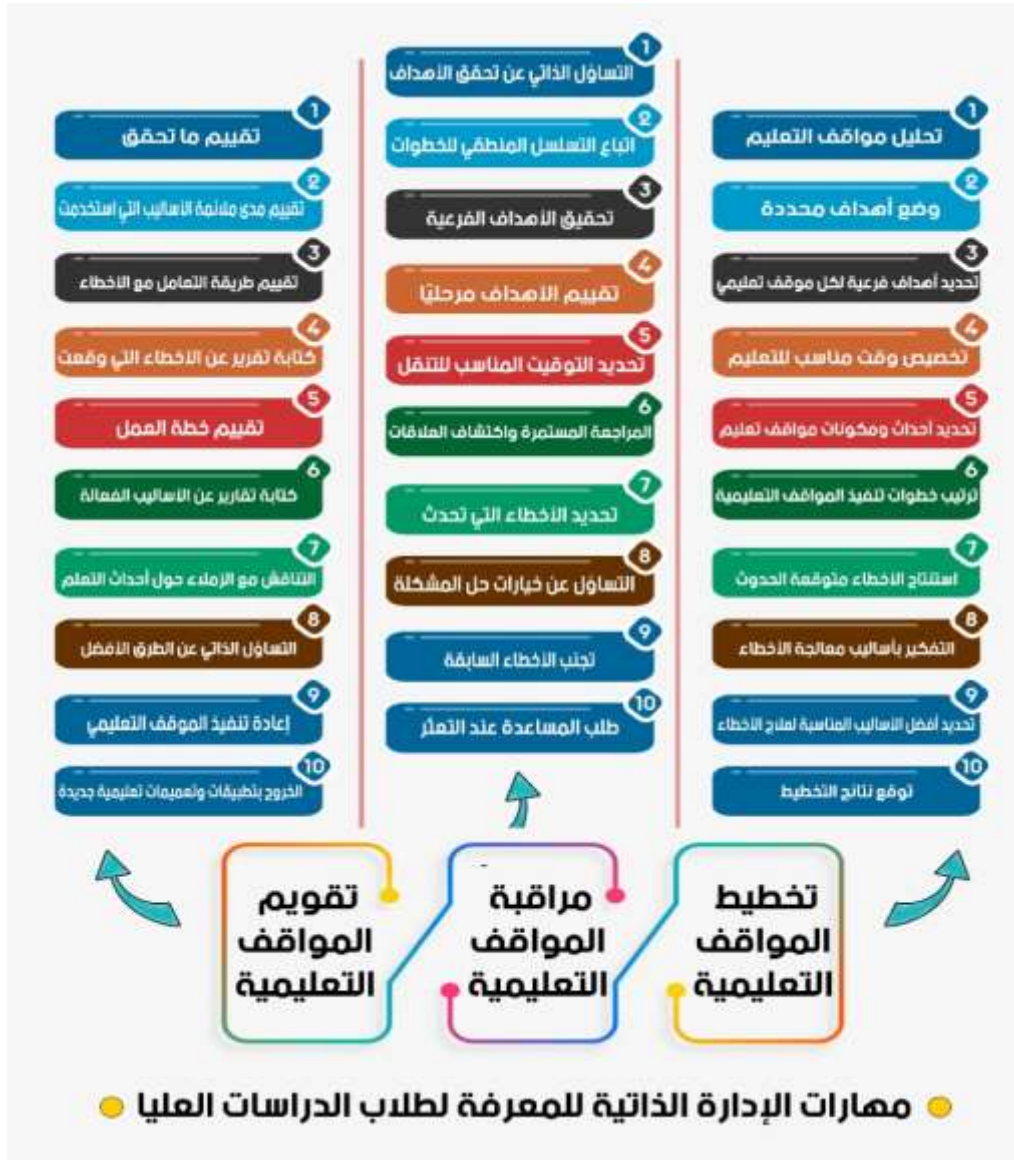 1
تحليل مواقف التعليم
2
وضع أهداف محددة
3
تحديد أهداف فرعية لكل موقف تعليمي
4
تخصيص وقت مناسب للتعليم
5
تحديد أحداث ومكونات مواقف تعليم
6
ترتيب خطوات تنفيذ المواقف التعليمية
7
استنتاج الأخطاء متوقعة الحدوث
8
التفكير بأساليب معالجة الأخطاء
9
تحديد أفضل الأساليب المناسبة لعلاج الأخطاء
10
توقع نتائج التخطيط
1
التساؤل الذاتي عن تحقق الأهداف
2
اتباع التسلسل المنطقي للخطوات
3
تحقيق الأهداف الفرعية
4
تقييم الأهداف مرحليًا
5
تحديد التوقيت المناسب للتنقل
6
المراجعة المستمرة واكتشاف العلاقات
7
تحديد الأخطاء التي تحدث
8
التساؤل عن خيارات حل المشكلة
9
تجنب الأخطاء السابقة
10
طلب المساعدة عند التعثر
1
تقييم ما تحقق
2
تقييم مدى ملائمة الأساليب التي استخدمت
3
تقييم طريقة التعامل مع الأخطاء
4
كتابة تقرير عن الأخطاء التي وقعت
5
تقييم خطة العمل
6
كتابة تقارير عن الأساليب الفعالة
7
التناقش مع الزملاء حول أحداث التعلم
8
التساؤل الذاتي عن الطرق الأفضل
9
إعادة تنفيذ الموقف التعليمي
10
الخروج بتطبيقات وتعميمات تعليمية جديدة
تخطيط
المواقف
التعليمية
مراقبة
المواقف
التعليمية
تقويم
المواقف
التعليمية
مهارات الإدارة الذاتية للمعرفة لطلاب الدراسات العليا